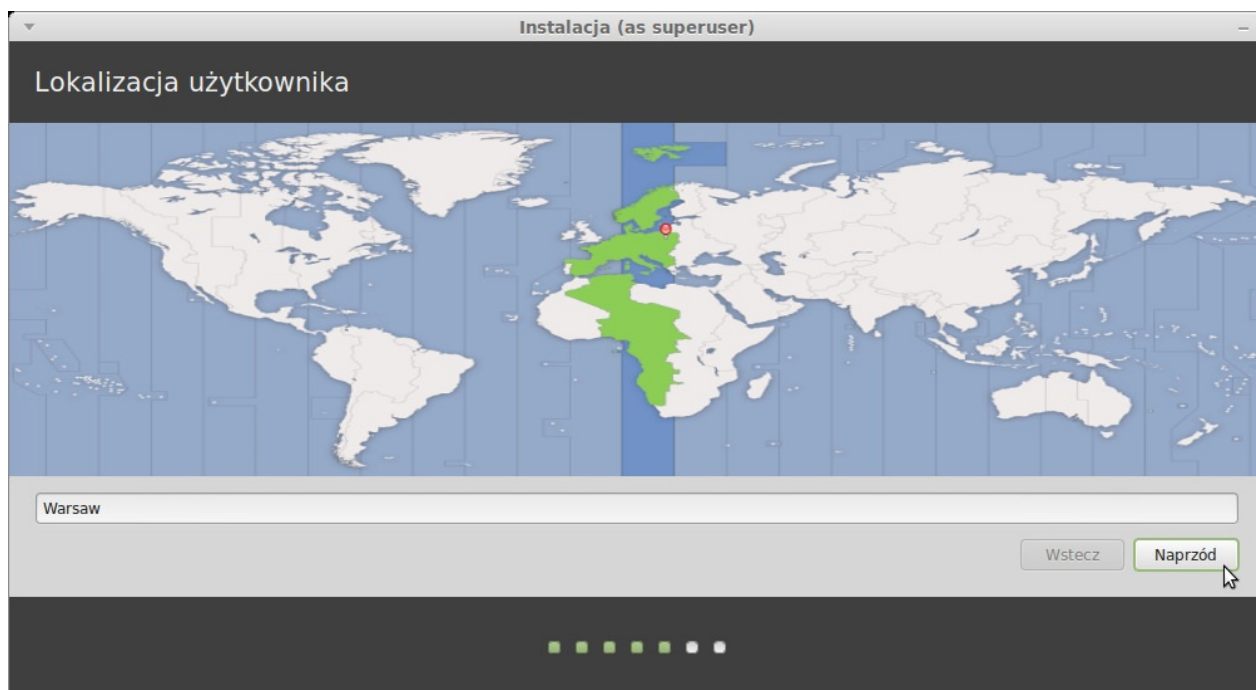 Instalacja (as superuser)
Lokalizacja użytkownika
Warsaw
Wstecz Naprzód